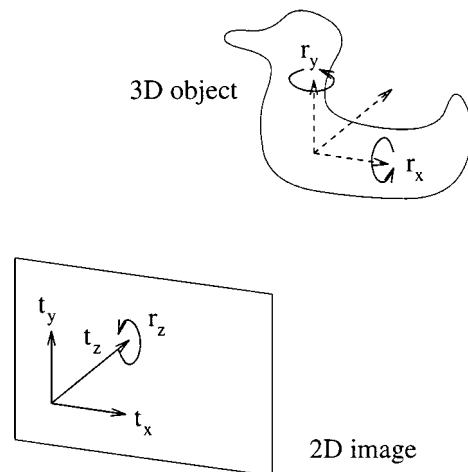 r_y
3D object
r_x
t_y
t_z
r_z
t_x
2D image